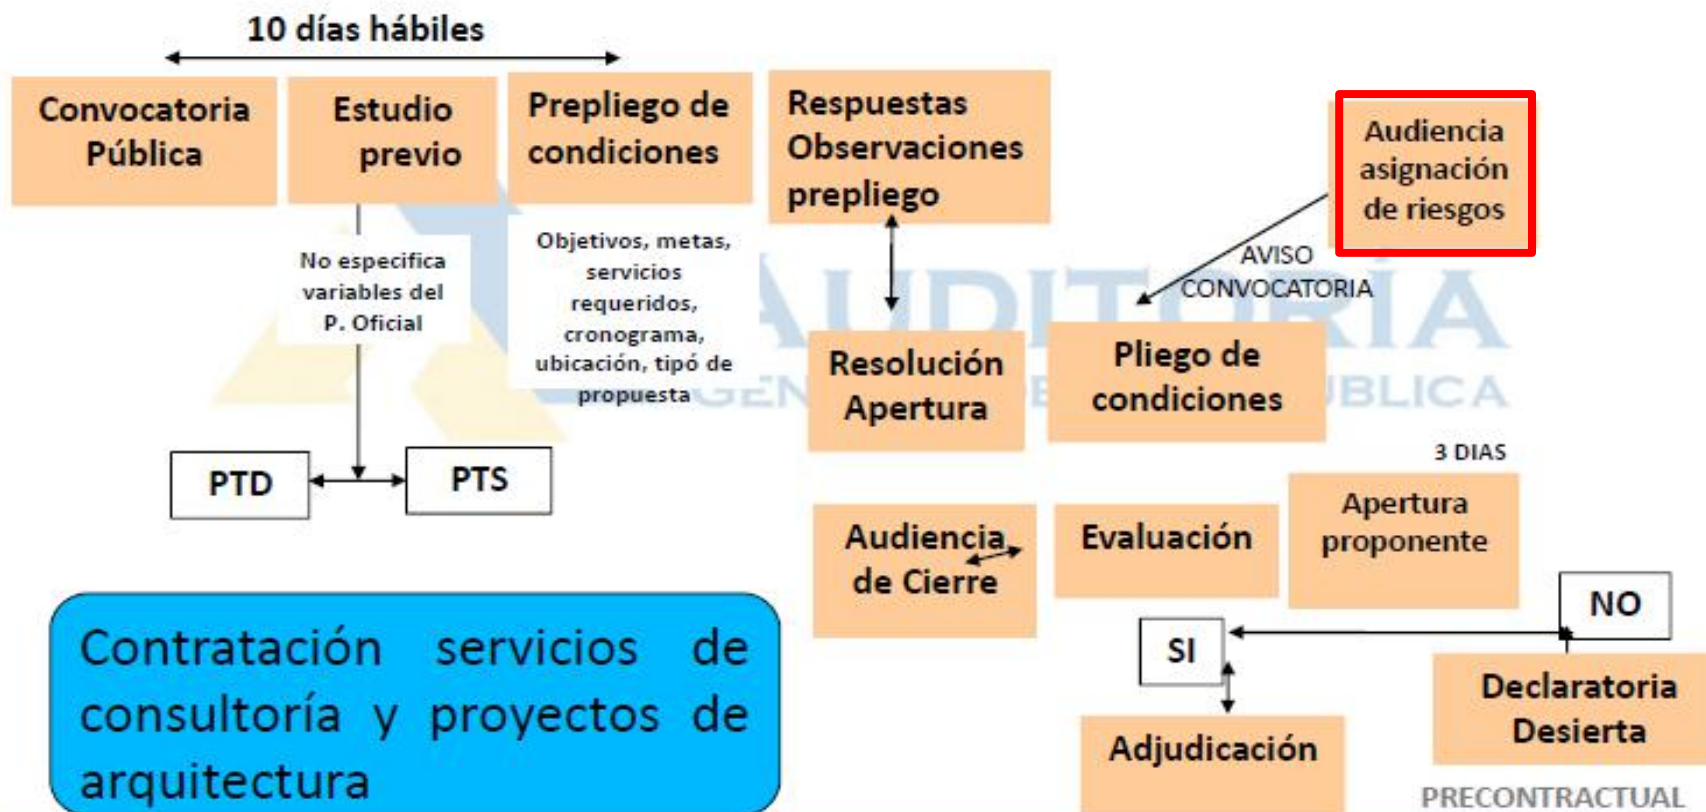 10 días hábiles
Convocatoria
Pública
Estudio
previo
Prepliego de
condiciones
Respuestas
Observaciones
prepliego
Audiencia
asignación
de riesgos
No especifica
variables del
P. Oficial
Objetivos, metas,
servicios
requeridos,
cronograma,
ubicación, tipó de
propuesta
AVISO
CONVOCATORIA
AUDITORÍA
Resolución
Apertura
Pliego de
condiciones
PTD
PTS
3 DIAS
Audiencia
de Cierre
Evaluación
Apertura
proponente
NO
SI
Contratación servicios de
consultoría y proyectos de
arquitectura
Adjudicación
Declaratoria
Desierta
PRECONTRACTUAL